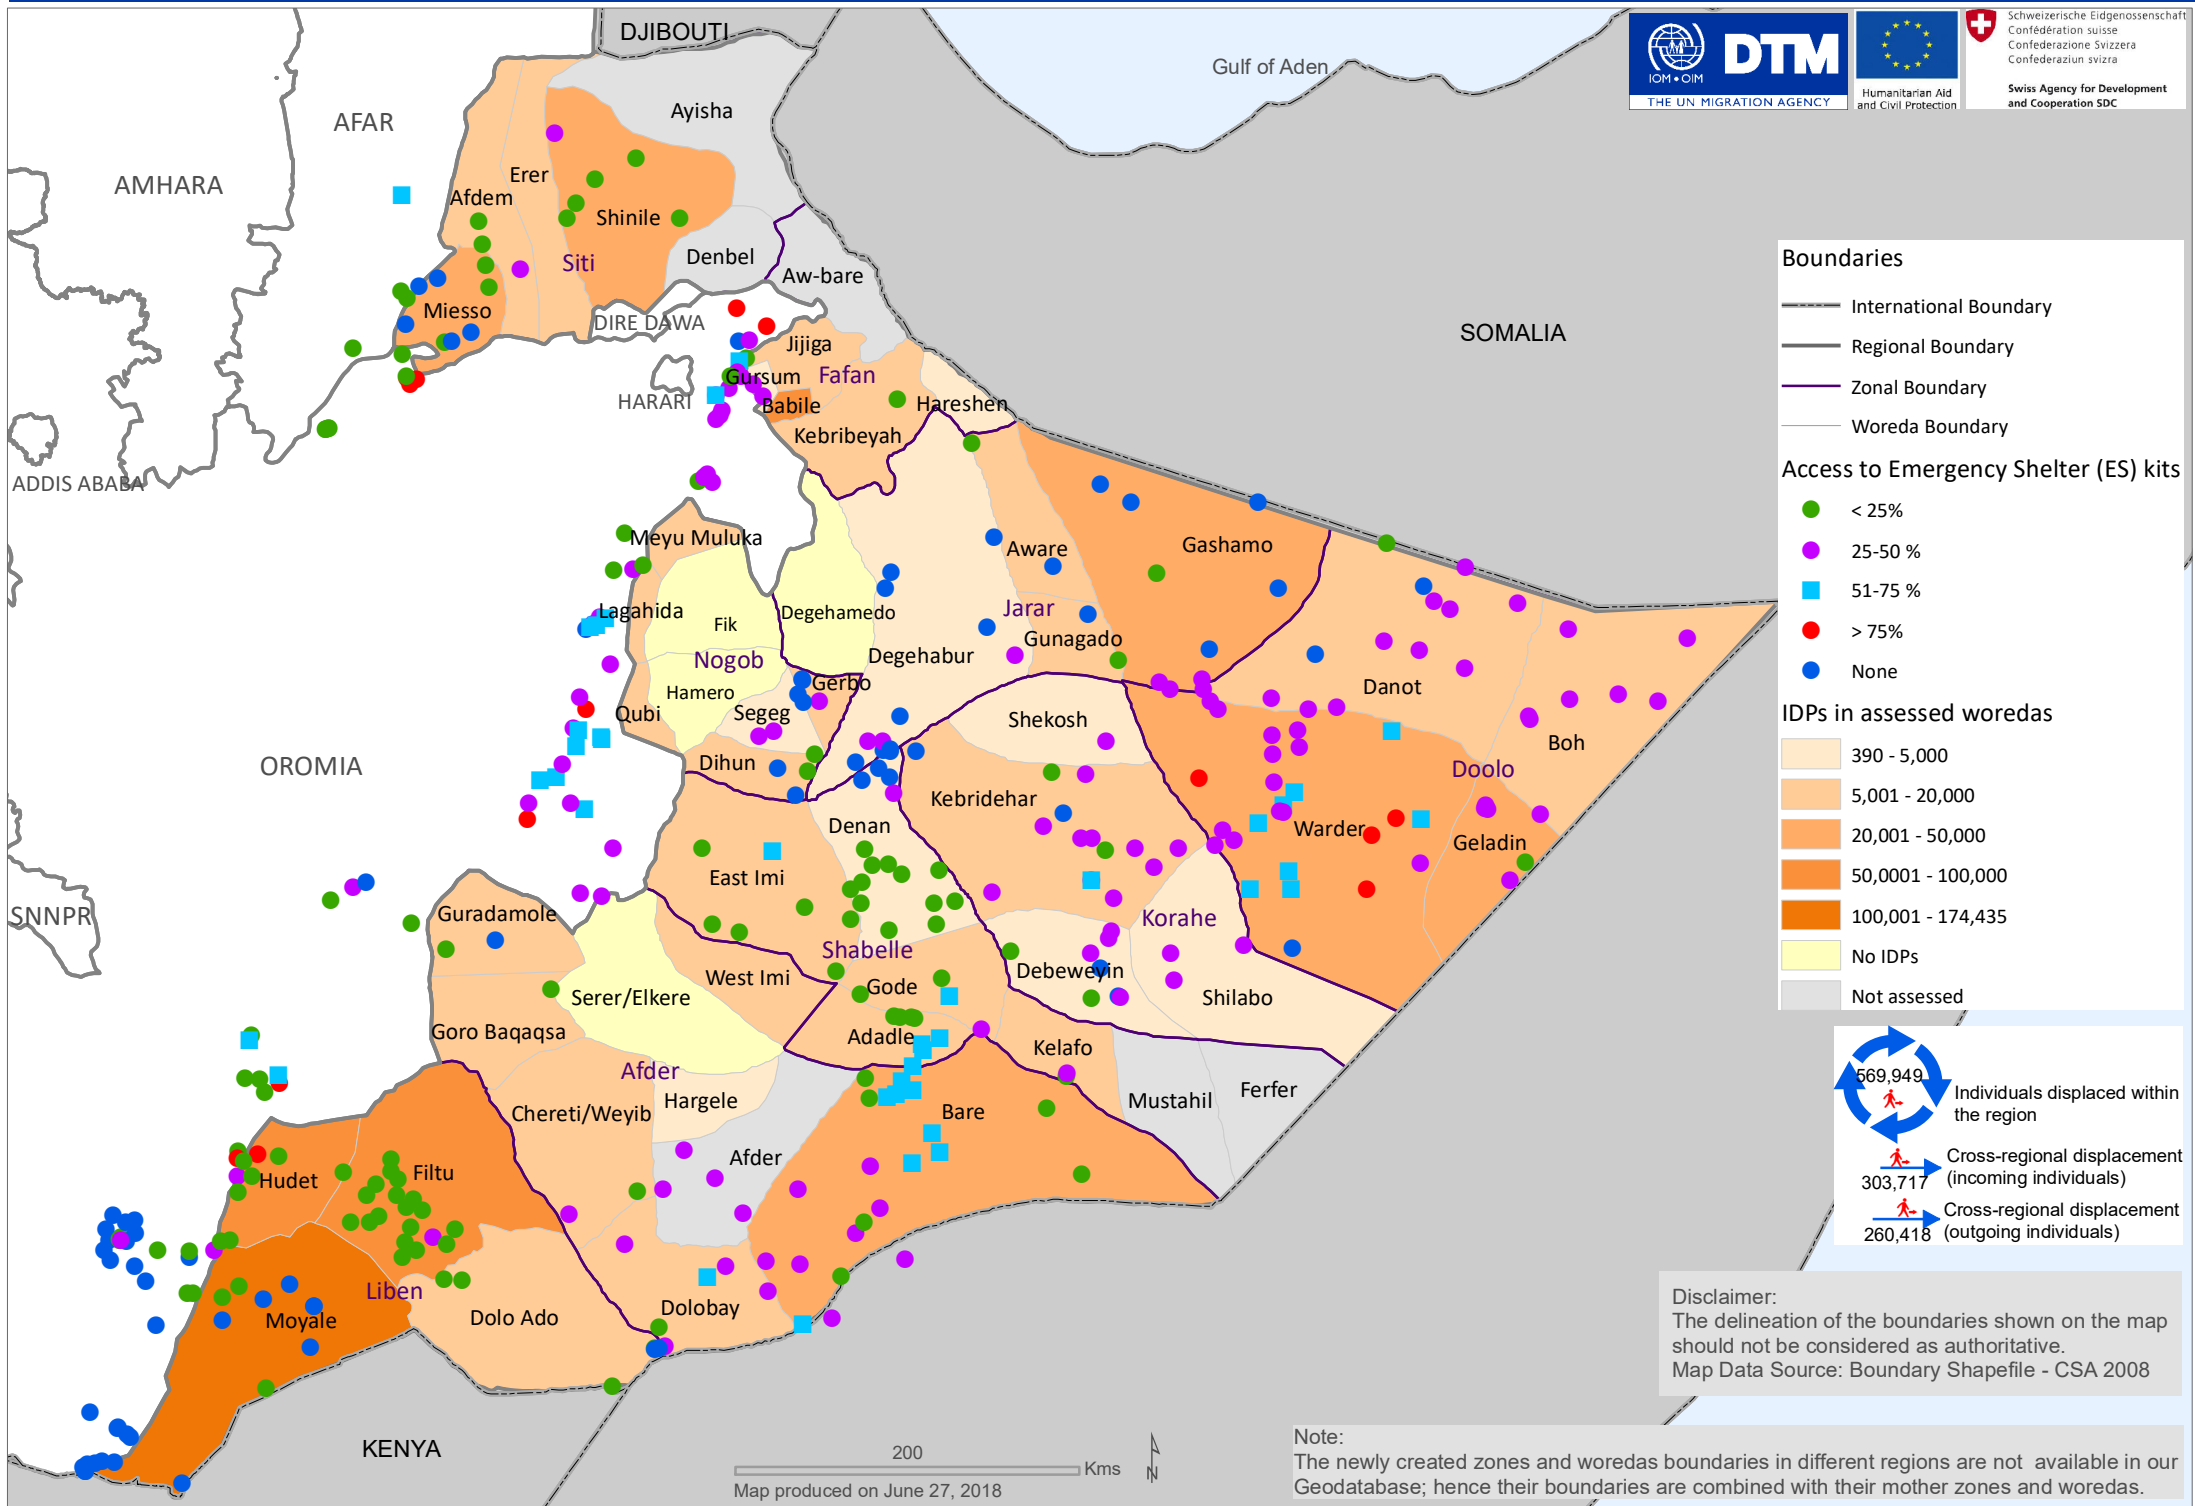 DJIBOUTI
Gulf of Aden
IOM • OIM
DTM
THE UN MIGRATION AGENCY
Humanitarian Aid
and Civil Protection
Schweizerische Eidgenossenschaft
Confédération suisse
Confederazione Svizzera
Confederaziun svizra
Swiss Agency for Development
and Cooperation SDC
AFAR
AMHARA
Ayisha
Erer
Afdem
Shinile
Siti
Denbel
Aw-bare
Miesso
DIRE DAWA
Jijiga
Gursum
Fafan
HARARI
Babile
Hareshen
Kebribeyah
ADDIS ABABA
SOMALIA
Meyu Muluka
Aware
Gashamo
Lagahida
Fik
Degehamedo
Jarar
Gunagado
Nogob
Degehabur
Hamero
Gerbo
Segeg
Qubi
Danot
Shekosh
Boh
Dihun
OROMIA
Doolo
Kebridehar
Denan
Warder
Geladin
East Imi
SNNPR
Guradamole
Korahe
Shabelle
West Imi
Debeweyin
Gode
Serer/Elkere
Shilabo
Goro Baqaqsa
Adadle
Kelafo
Afder
Hargele
Chereti/Weyib
Bare
Mustahil
Ferfer
Afder
Hudet
Filtu
Liben
Moyale
Dolo Ado
Dolobay
KENYA
Boundaries
International Boundary
Regional Boundary
Zonal Boundary
Woreda Boundary
Access to Emergency Shelter (ES) kits
< 25%
25-50 %
51-75 %
> 75%
None
IDPs in assessed woredas
390 - 5,000
5,001 - 20,000
20,001 - 50,000
50,0001 - 100,000
100,001 - 174,435
No IDPs
Not assessed
569,949
Individuals displaced within
the region
Cross-regional displacement
(incoming individuals)
303,717
Cross-regional displacement
(outgoing individuals)
260,418
Disclaimer:
The delineation of the boundaries shown on the map
should not be considered as authoritative.
Map Data Source: Boundary Shapefile - CSA 2008
200
Kms
N
Map produced on June 27, 2018
Note:
The newly created zones and woredas boundaries in different regions are not available in our
Geodatabase; hence their boundaries are combined with their mother zones and woredas.